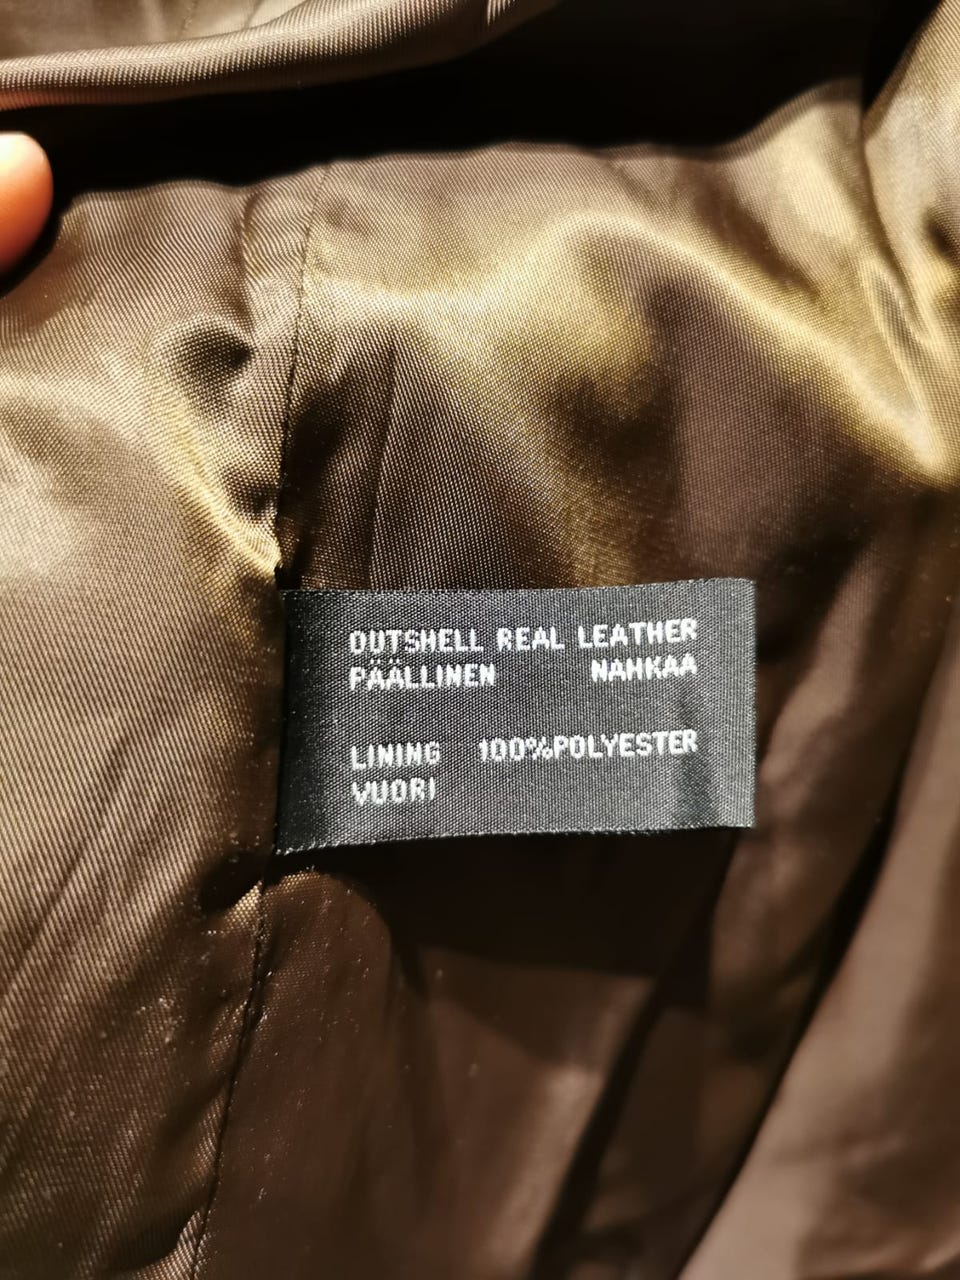 OUTSHELL REAL LEATHER
PÄÄLLINEN NAHKAA
LINING 100%POLYESTER
VUORI